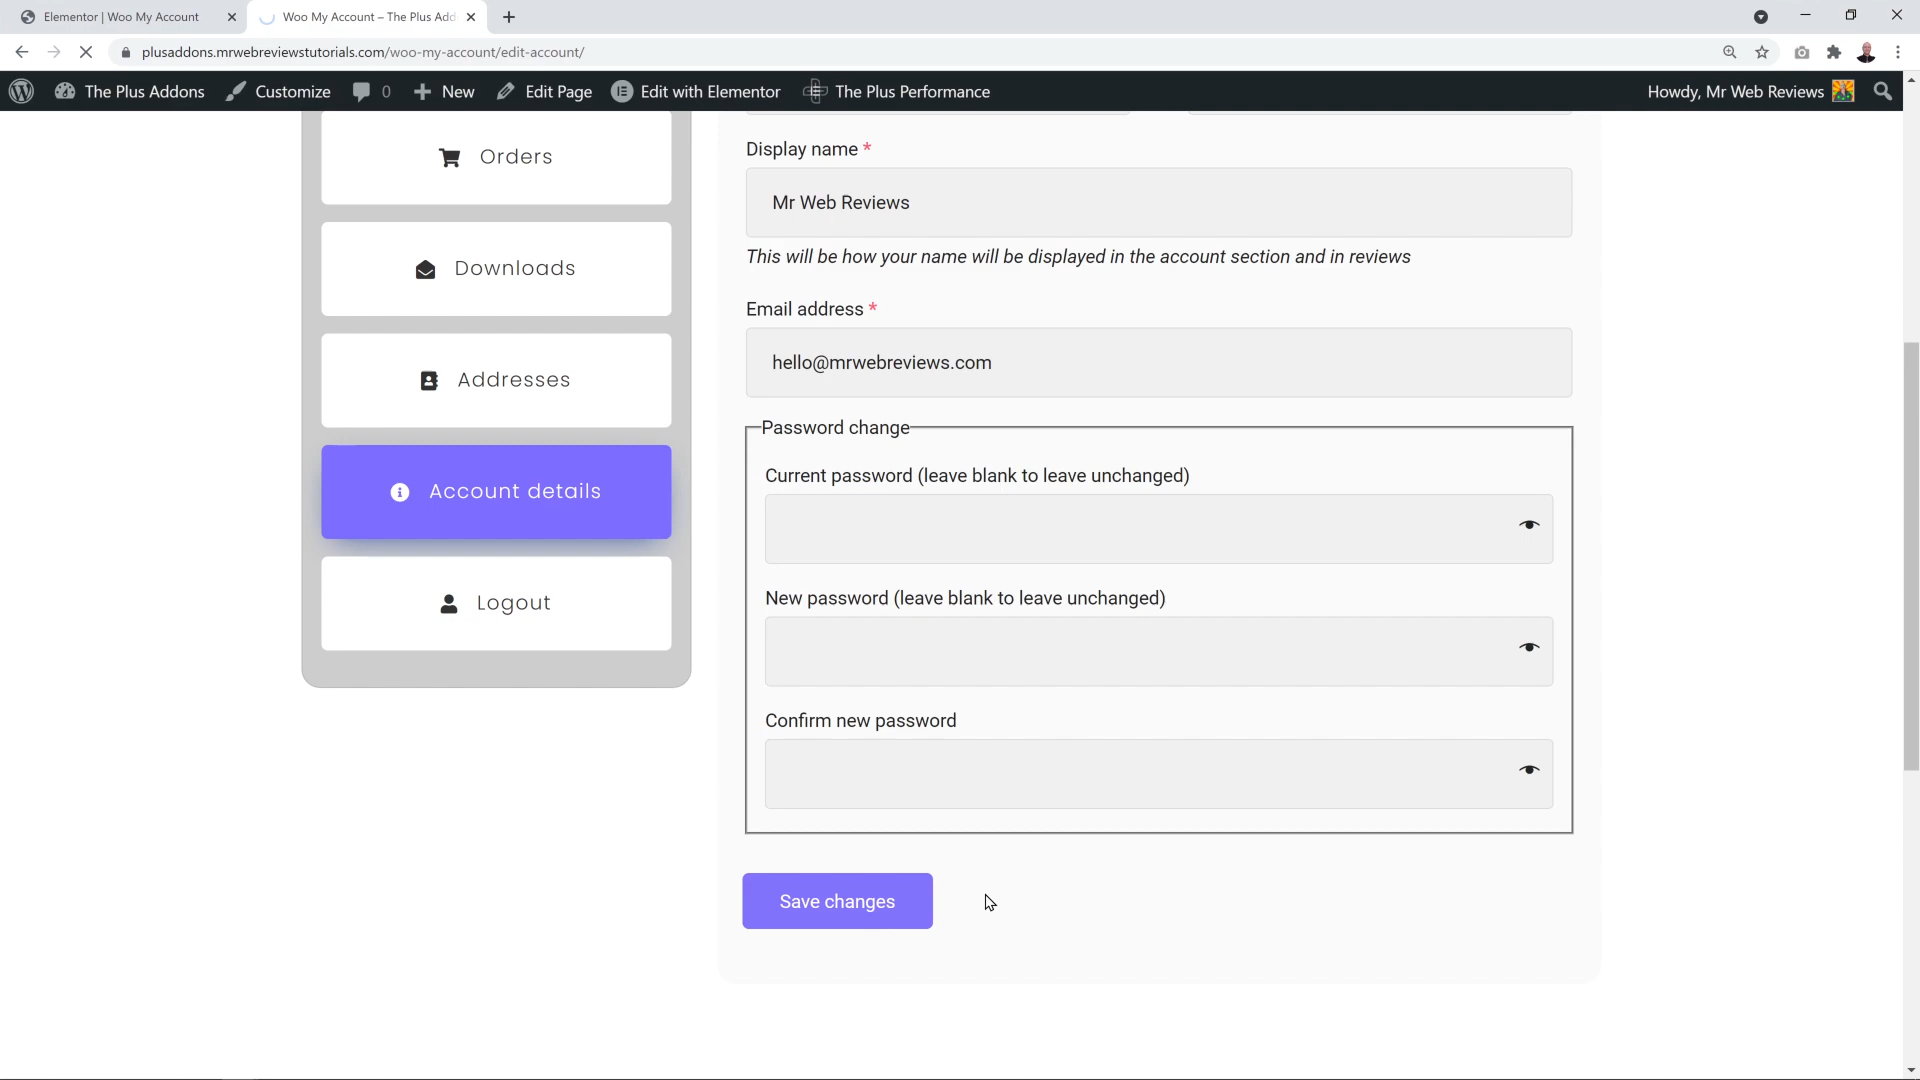 Elementor | Woo My Account
Woo My Account – The Plus Add
plusaddons.mrwebreviewstutorials.com/woo-my-account/edit-account/
The Plus Addons
Customize
0
New
Edit Page
Edit with Elementor
The Plus Performance
Howdy, Mr Web Reviews
Orders
Downloads
Addresses
Account details
Logout
Display name *
Mr Web Reviews
This will be how your name will be displayed in the account section and in reviews
Email address *
hello@mrwebreviews.com
Password change
Current password (leave blank to leave unchanged)
New password (leave blank to leave unchanged)
Confirm new password
Save changes